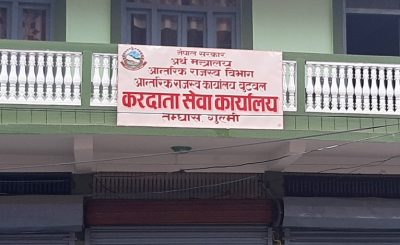 नेपाल सरकार
अर्थ मन्त्रालय
आन्तरिक राजस्व विभाग
आन्तरिक राजस्व कार्यालय बुटवल
करदाता सेवा कार्यालय
तम्घास, गुल्मी